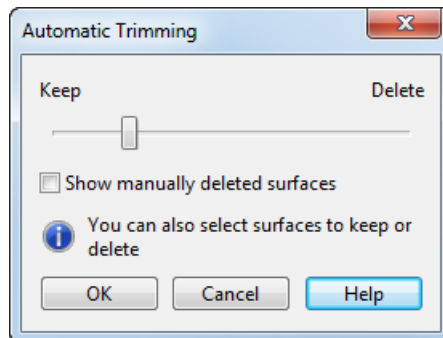 Automatic Trimming
Keep Delete
Show manually deleted surfaces
You can also select surfaces to keep or
delete
OK Cancel Help